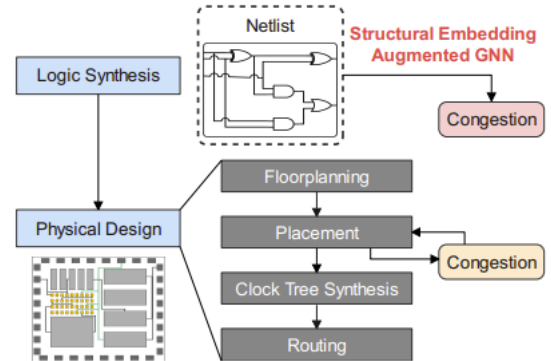 Netlist
Structural Embedding
Augmented GNN
Logic Synthesis
Congestion
Floorplanning
Physical Design
Placement
Congestion
Clock Tree Synthesis
Routing